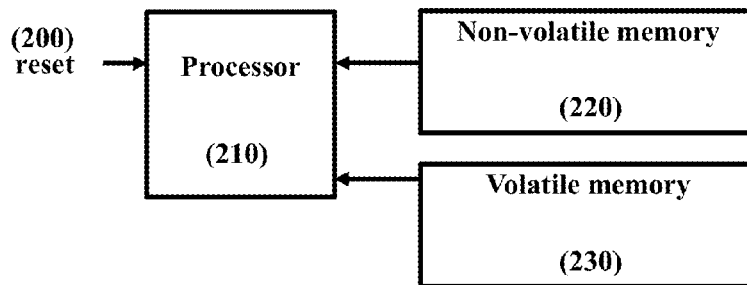 (200)
reset
Processor
(210)
Non-volatile memory
(220)
Volatile memory
(230)